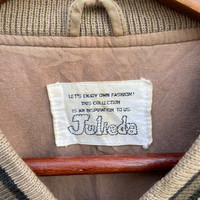 LET'S ENJOY OWN FASHION!
THIS COLLECTION
IS AN INSPIRATION TO US.
Julieda